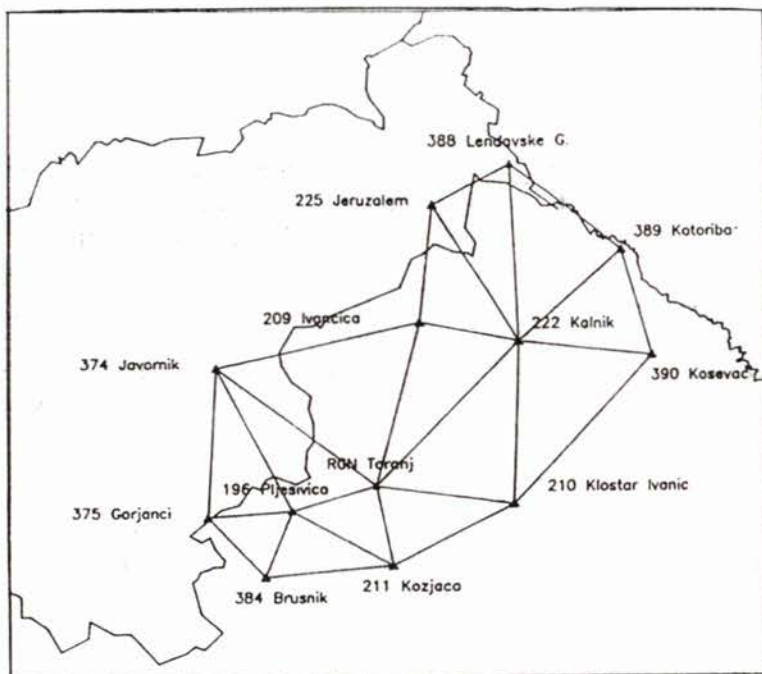 388 Lendavske G.
225 Jeruzalem
389 Kotoriba
209 Ivancica
222 Kalnik
374 Javornik
390 Kosevac
RGN Toranj
196 Pljesivica
210 Klostar Ivanic
375 Gorjanci
384 Brusnik
211 Kozjaca